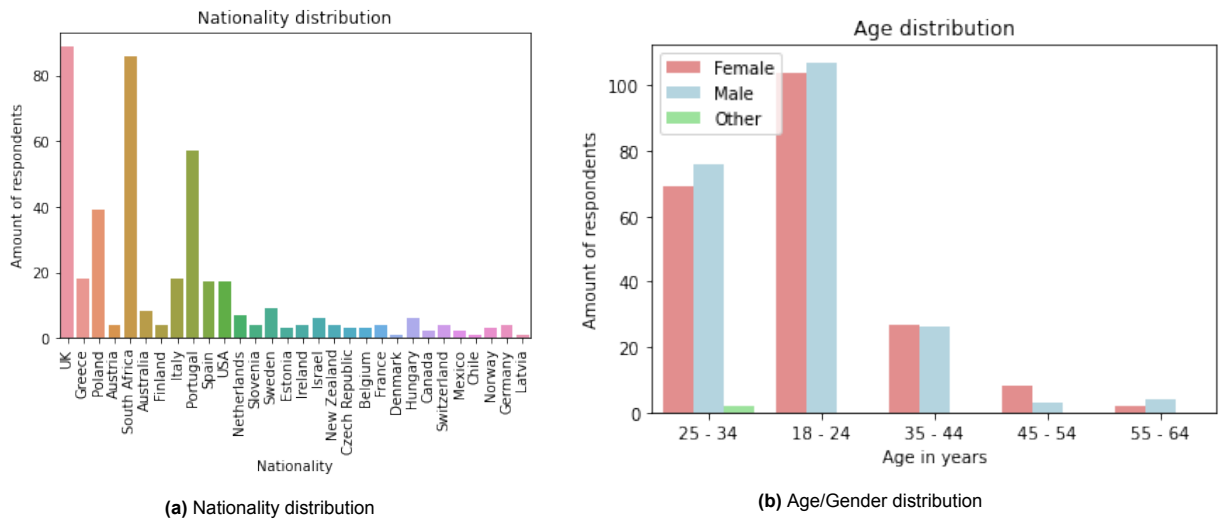 Nationality distribution
Amount of respondents
80
60
40
20
0
UK
Greece
Poland
Austria
South Africa
Australia
Finland
Italy
Portugal
Spain
USA
Netherlands
Slovenia
Sweden
Estonia
Ireland
Israel
New Zealand
Czech Republic
Belgium
France
Denmark
Hungary
Canada
Switzerland
Mexico
Chile
Norway
Germany
Latvia
Nationality
(a) Nationality distribution
Age distribution
Female
Male
Other
Amount of respondents
100
80
60
40
20
0
25 - 34
18 - 24
35 - 44
45 - 54
55 - 64
Age in years
(b) Age/Gender distribution